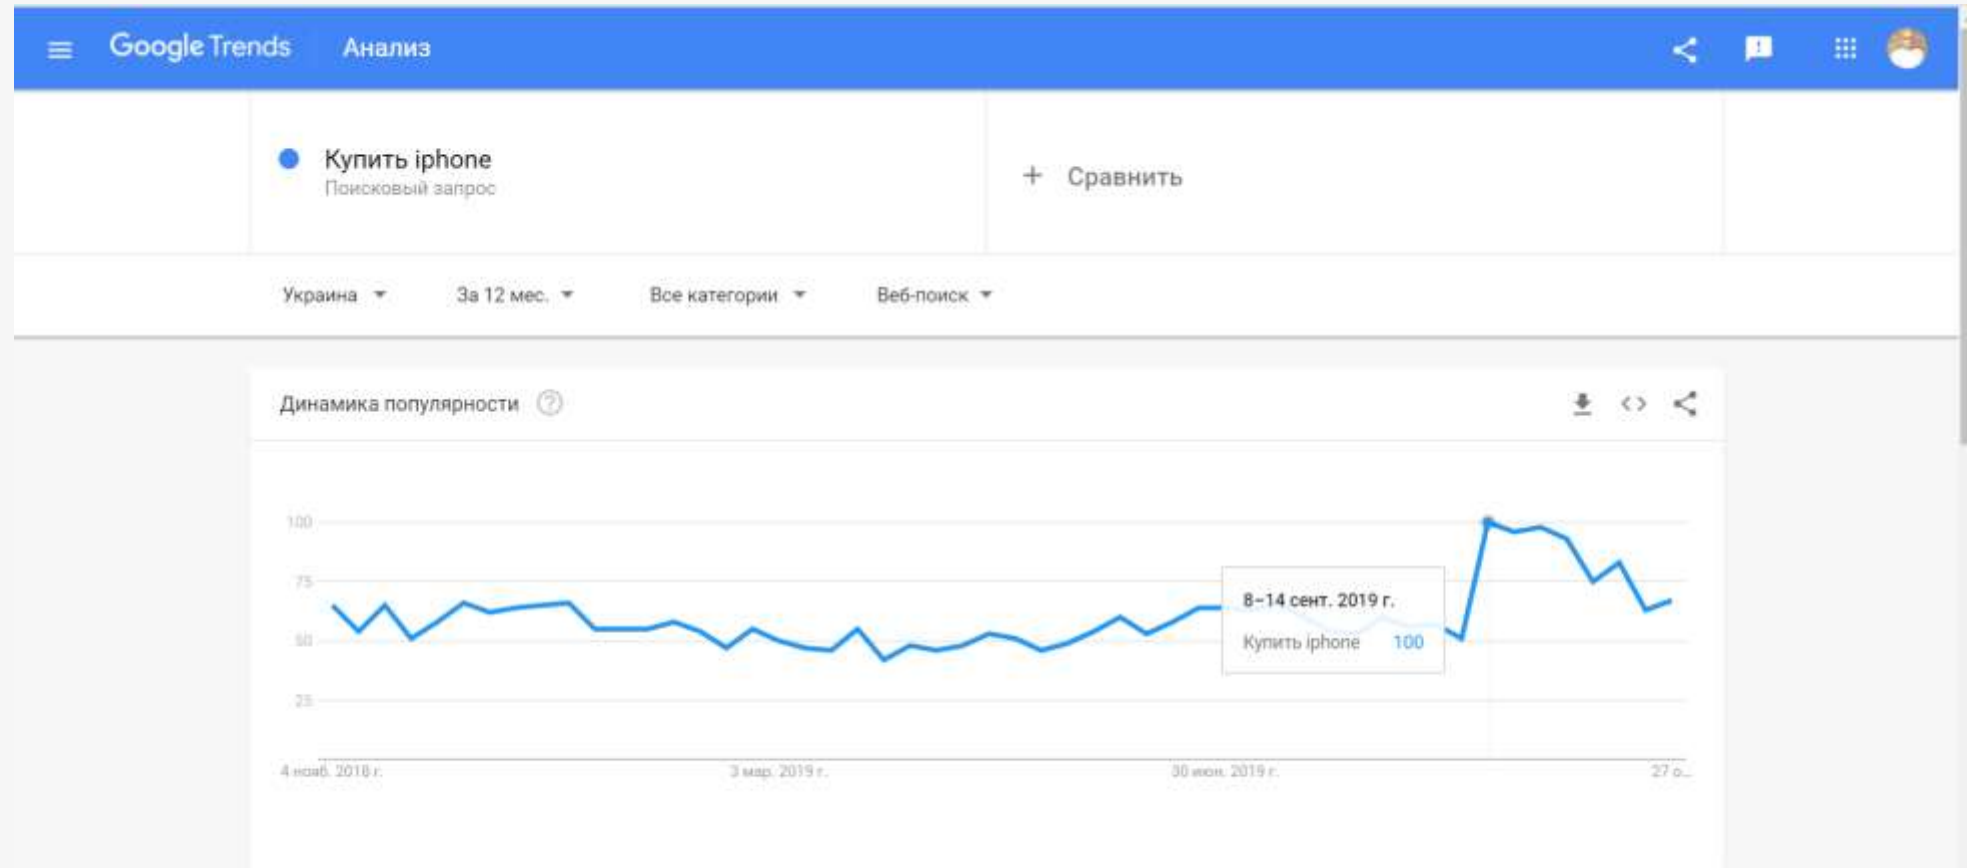 Google Trends Анализ
Купить iphone
Поисковый запрос
+ Сравнить
Украина За 12 мес. Все категории Веб-поиск
Динамика популярности ?
100
75
50
25
8–14 сент. 2019 г.
Купить iphone 100
4 нояб. 2018 г. 3 мар. 2019 г. 30 июн. 2019 г. 27 о...